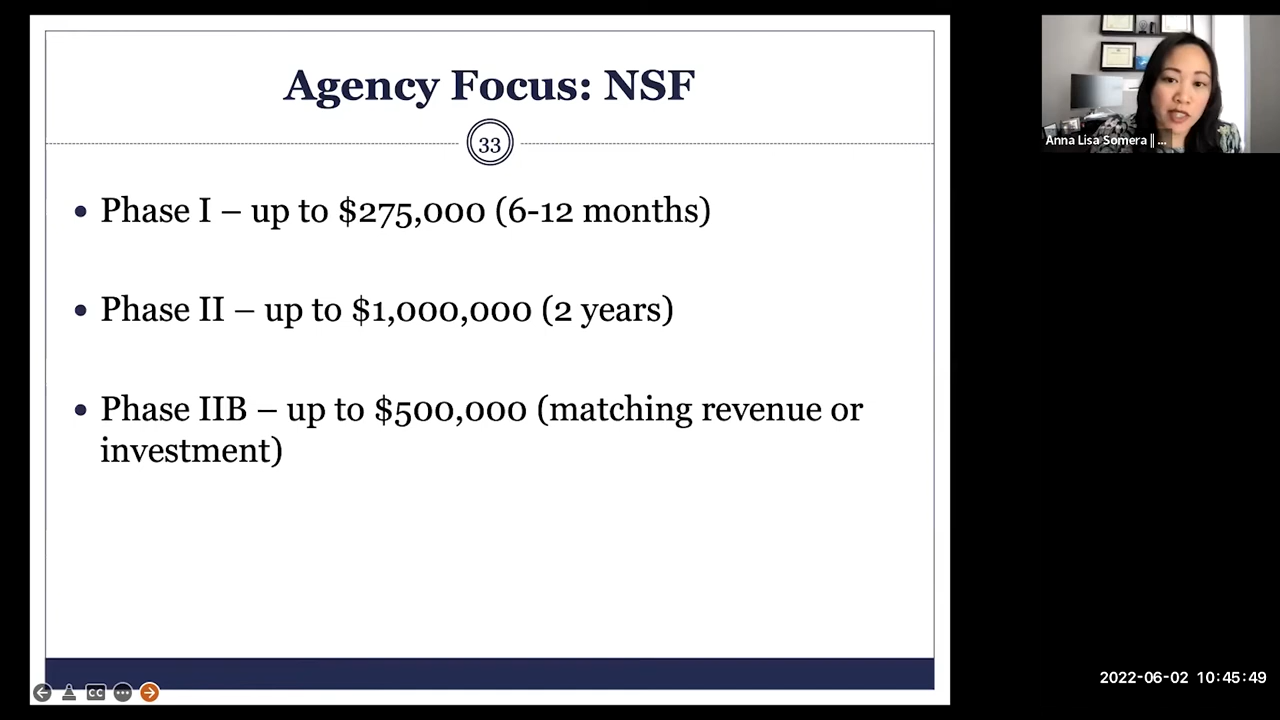 Agency Focus: NSF
33
• Phase I – up to $275,000 (6-12 months)
• Phase II – up to $1,000,000 (2 years)
• Phase IIB – up to $500,000 (matching revenue or
investment)
Anna Lisa Somera || ...
CC
2022-06-02 10:45:49